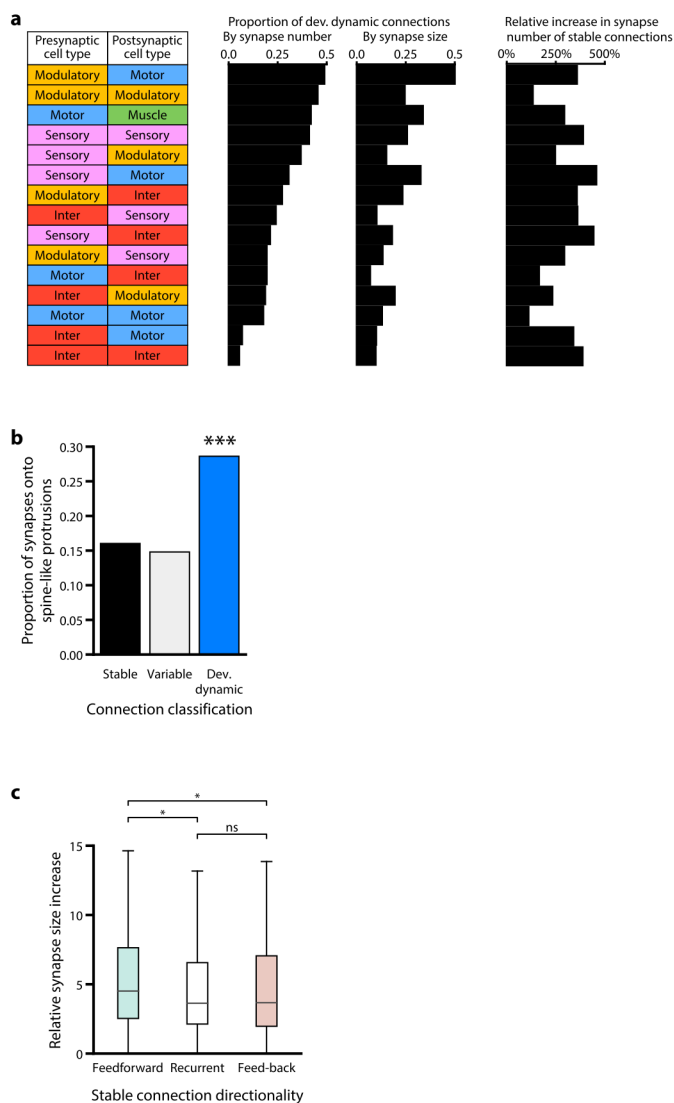 a
Presynaptic cell type
Postsynaptic cell type
Proportion of dev. dynamic connections
By synapse number
By synapse size
Relative increase in synapse
number of stable connections
0.0 0.25 0.5
0.0 0.25 0.5
0% 250% 500%
Modulatory Motor
Modulatory Modulatory
Motor Muscle
Sensory Sensory
Sensory Modulatory
Sensory Motor
Modulatory Inter
Inter Sensory
Sensory Inter
Modulatory Sensory
Motor Inter
Inter Modulatory
Motor Motor
Inter Motor
Inter Inter
b
Proportion of synapses onto
spine-like protrusions
0.30
0.25
0.20
0.15
0.10
0.05
0.00
***
Stable Variable Dev.
dynamic
Connection classification
c
Relative synapse size increase
*
*
ns
15
10
5
0
Feedforward Recurrent Feed-back
Stable connection directionality